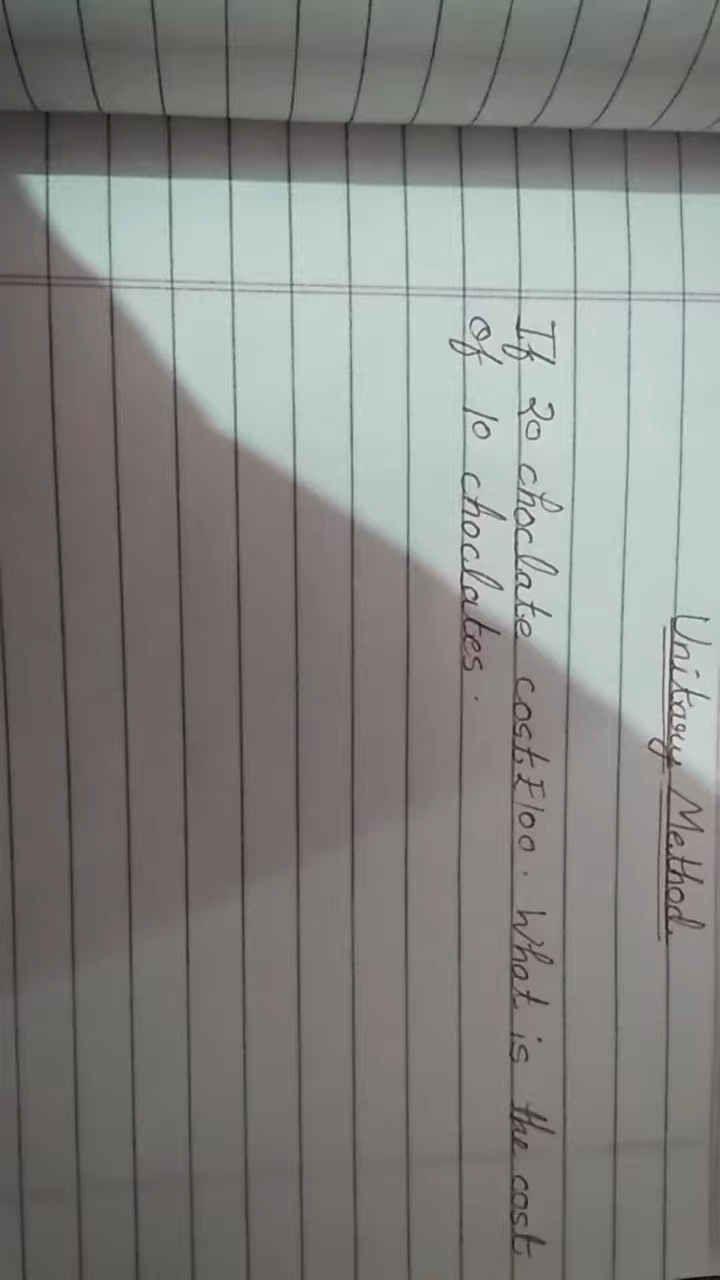 Unitary Method
If 20 choclate cost ₹100. What is the cost
of 10 choclates.